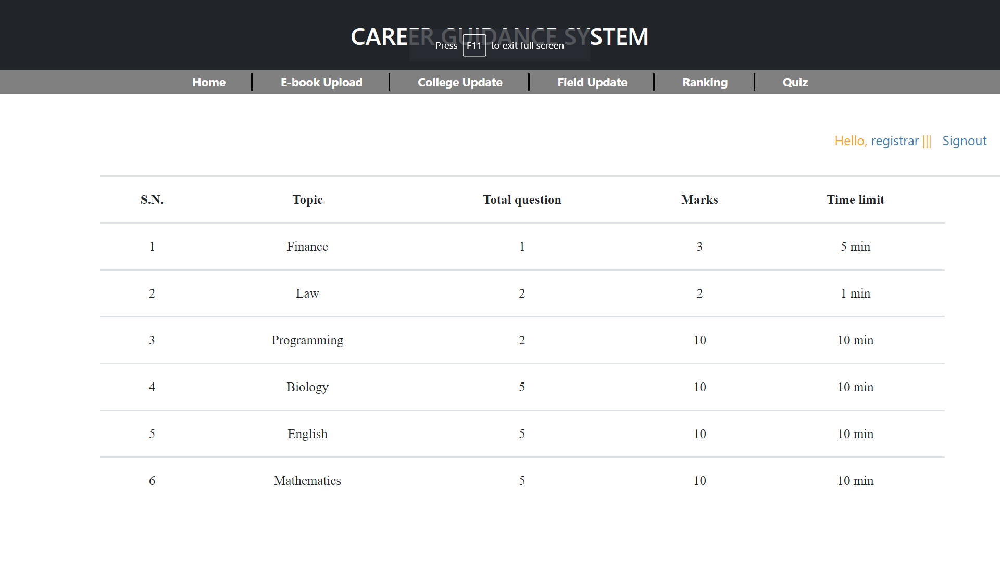 CAREER GUIDANCE SYSTEM
Press F11 to exit full screen
Home E-book Upload College Update Field Update Ranking Quiz
Hello, registrar ||| Signout
S.N. Topic Total question Marks Time limit
1 Finance 1 3 5 min
2 Law 2 2 1 min
3 Programming 2 10 10 min
4 Biology 5 10 10 min
5 English 5 10 10 min
6 Mathematics 5 10 10 min